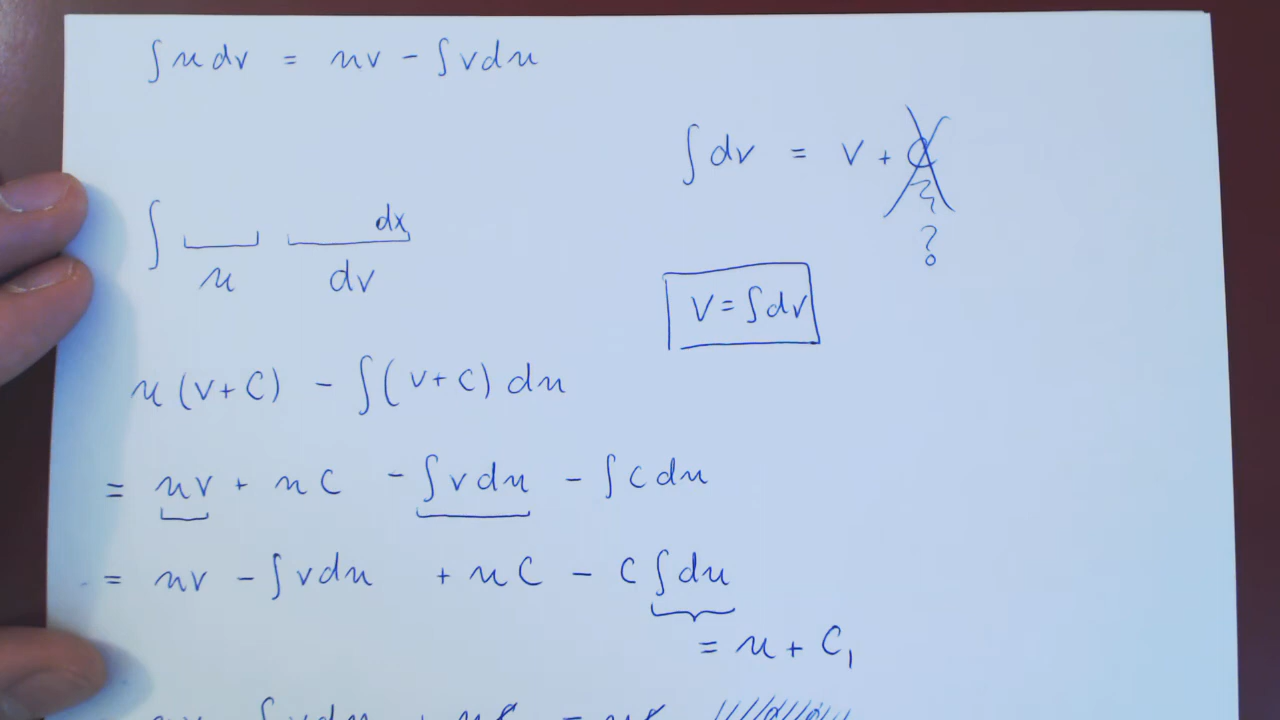 ∫ u dv = uv - ∫ v du
∫ dv = v + C
?
∫ dx
u dv
v = ∫ dv
u (v + C) - ∫ (v + C) du
= uv + uC - ∫ v du - ∫ C du
= uv - ∫ v du + uC - C ∫ du
= u + C₁